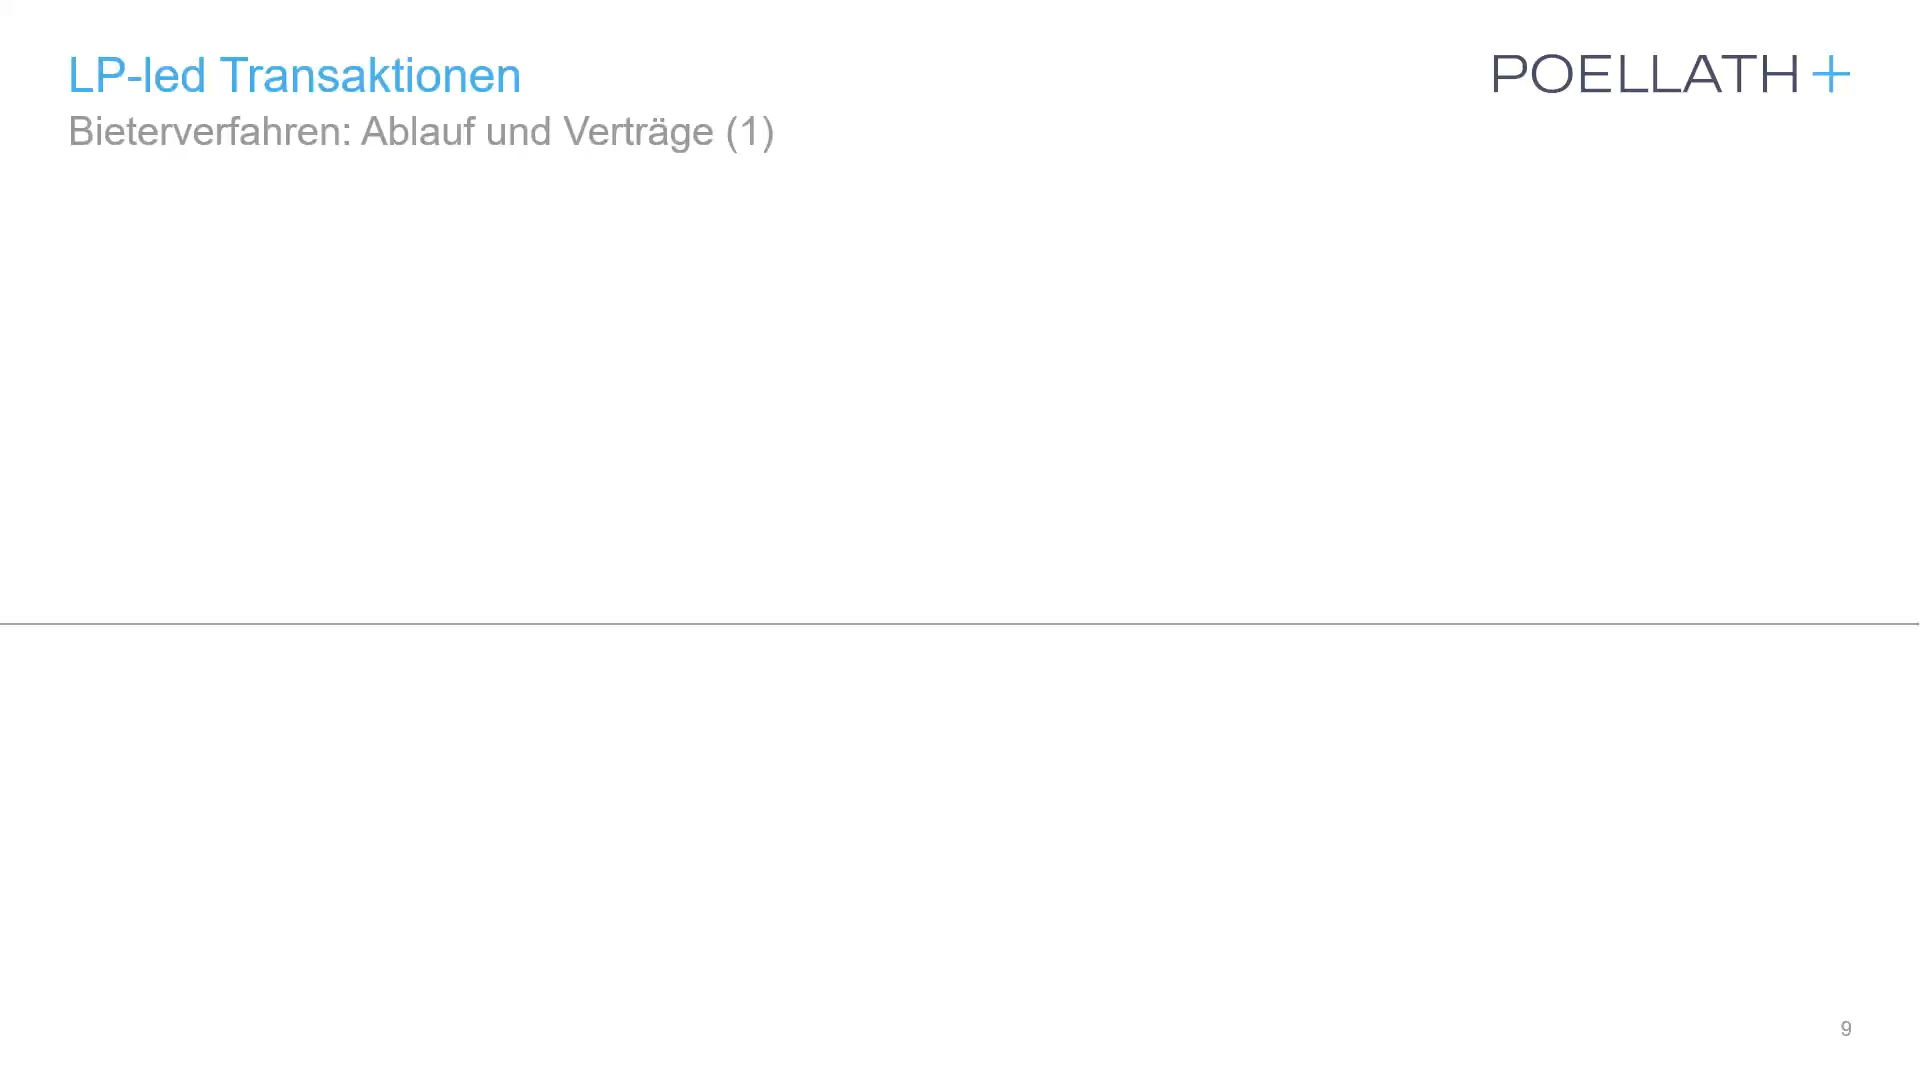 LP-led Transaktionen
POELLATH+
Bieterverfahren: Ablauf und Verträge (1)
9